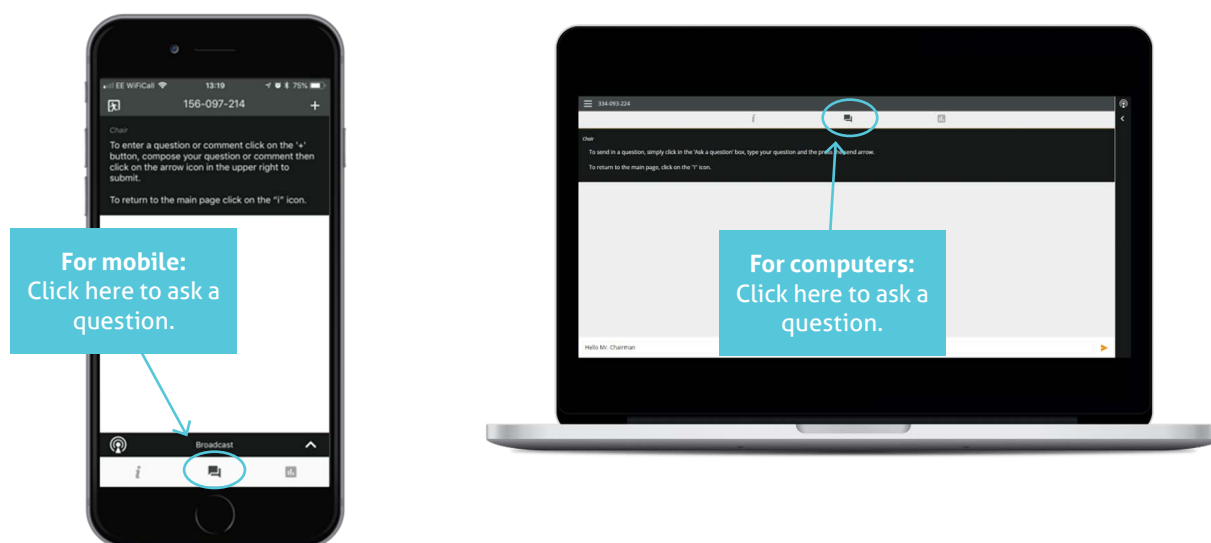 EE WiFiCall 13:19 75%
156-097-214 +
Chair
To enter a question or comment click on the '+'
button, compose your question or comment then
click on the arrow icon in the upper right to
submit.
To return to the main page click on the "i" icon.
For mobile:
Click here to ask a
question.
Broadcast
i
334-093-224
i
Chair
To send in a question, simply click in the 'Ask a question' box, type your question and the press the send arrow.
To return to the main page, click on the "i" icon.
For computers:
Click here to ask a
question.
Hello Mr. Chairman